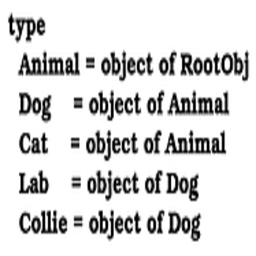 type
Animal = object of RootObj
Dog = object of Animal
Cat = object of Animal
Lab = object of Dog
Collie = object of Dog